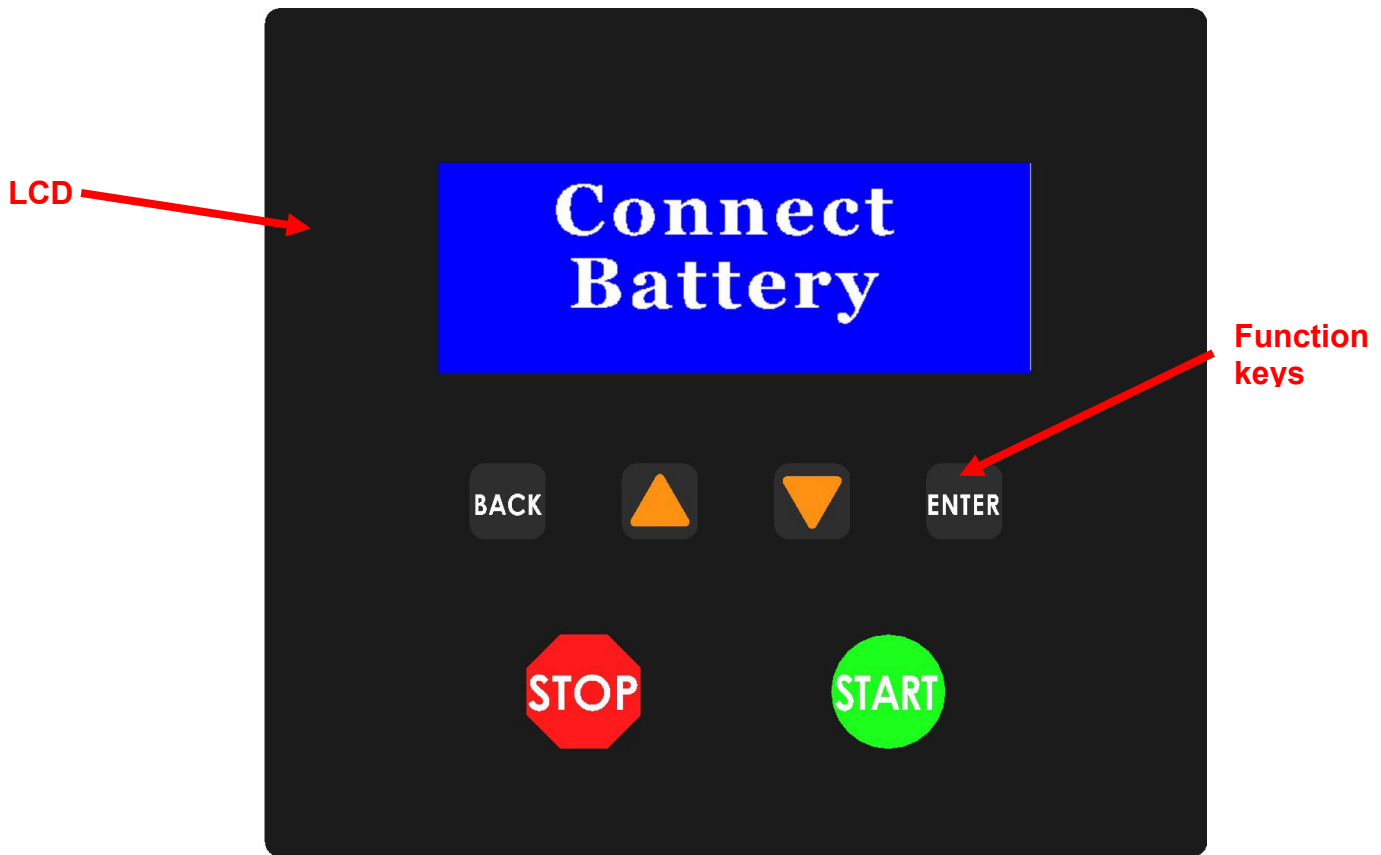 LCD
Connect
Battery
Function
keys
BACK
ENTER
STOP
START